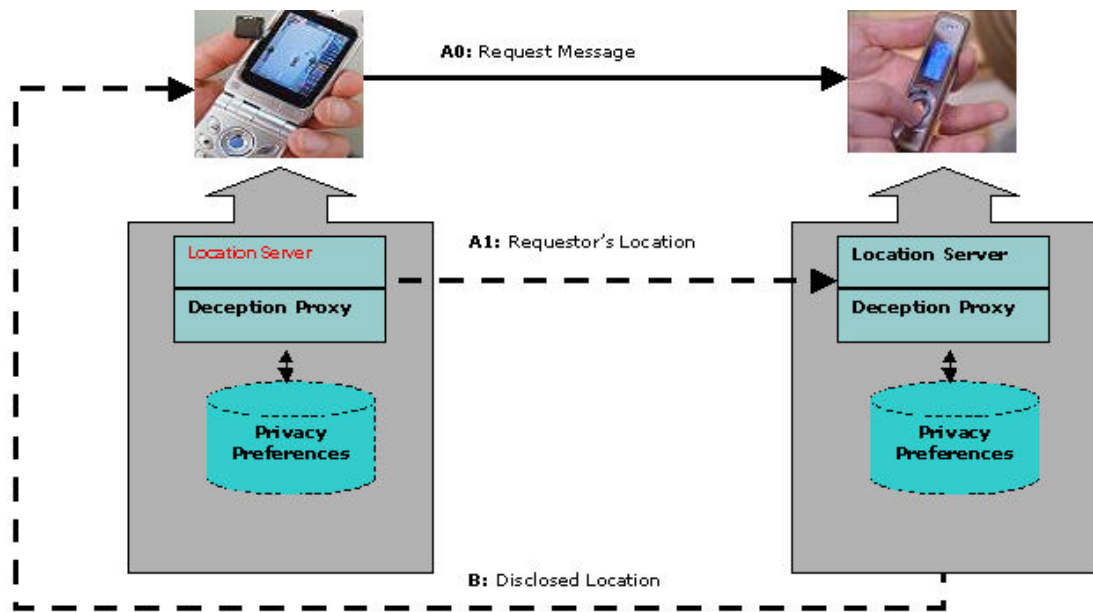 A0: Request Message
Location Server
Deception Proxy
Privacy
Preferences
A1: Requestor's Location
Location Server
Deception Proxy
Privacy
Preferences
B: Disclosed Location